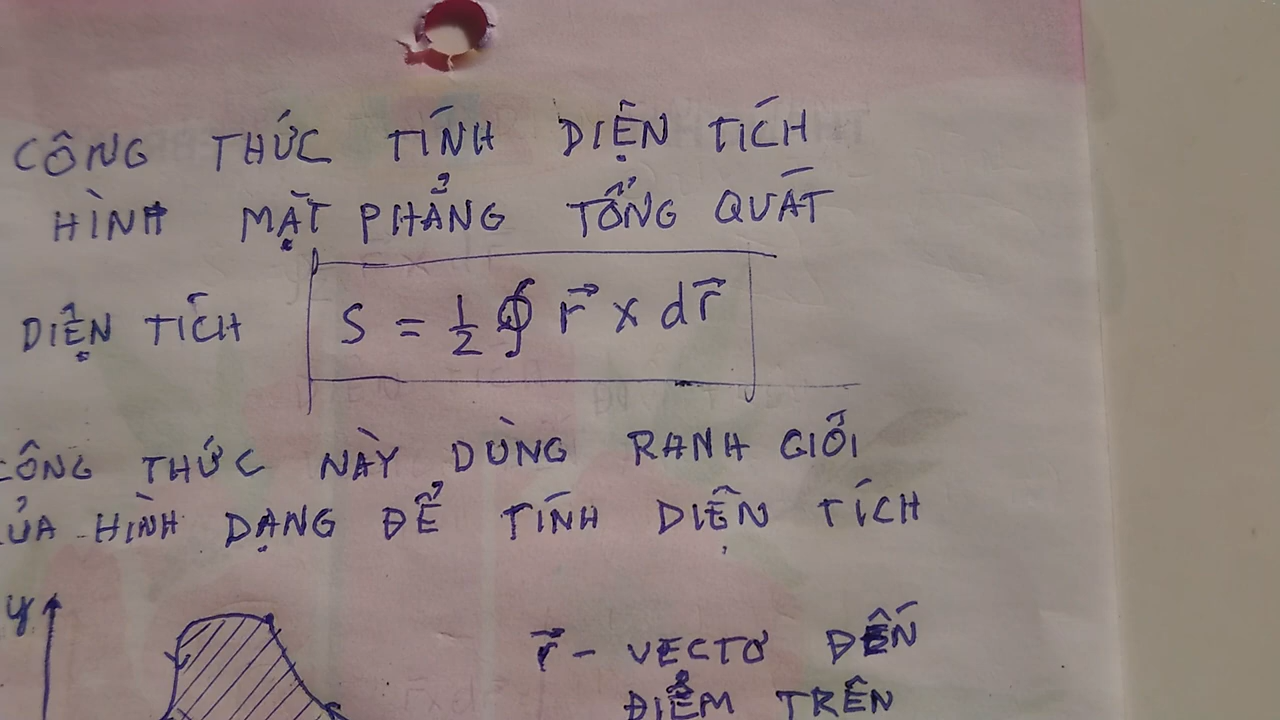 CÔNG THỨC TÍNH DIỆN TÍCH
HÌNH MẶT PHẲNG TỔNG QUÁT
DIỆN TÍCH S = 1/2 ∮ r⃗ x dr⃗
CÔNG THỨC NÀY DÙNG RANH GIỚI
ỦA HÌNH DẠNG ĐỂ TÍNH DIỆN TÍCH
y
r⃗ - VECTƠ ĐẾN
ĐIỂM TRÊN